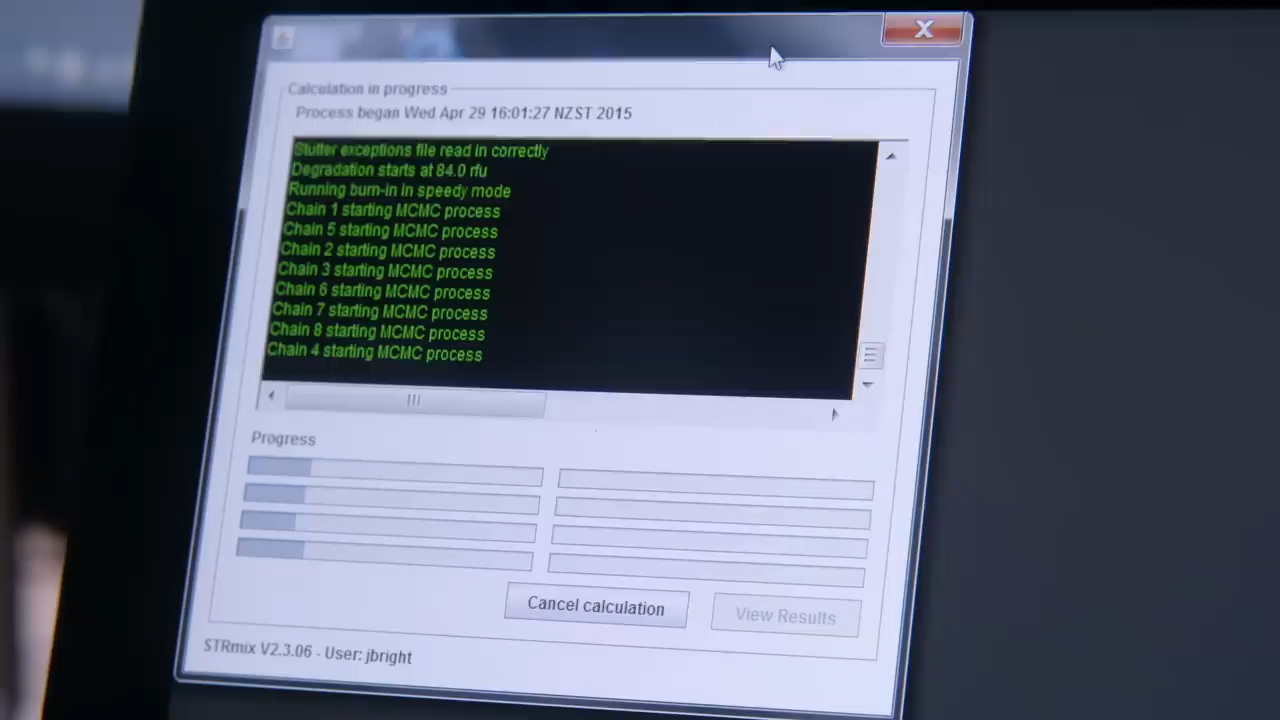 Calculation in progress
Process began Wed Apr 29 16:01:27 NZST 2015
Stutter exceptions file read in correctly
Degradation starts at 84.0 rfu
Running burn-in in speedy mode
Chain 1 starting MCMC process
Chain 5 starting MCMC process
Chain 2 starting MCMC process
Chain 3 starting MCMC process
Chain 6 starting MCMC process
Chain 7 starting MCMC process
Chain 8 starting MCMC process
Chain 4 starting MCMC process
Progress
Cancel calculation
View Results
STRmix V2.3.06 - User: jbright